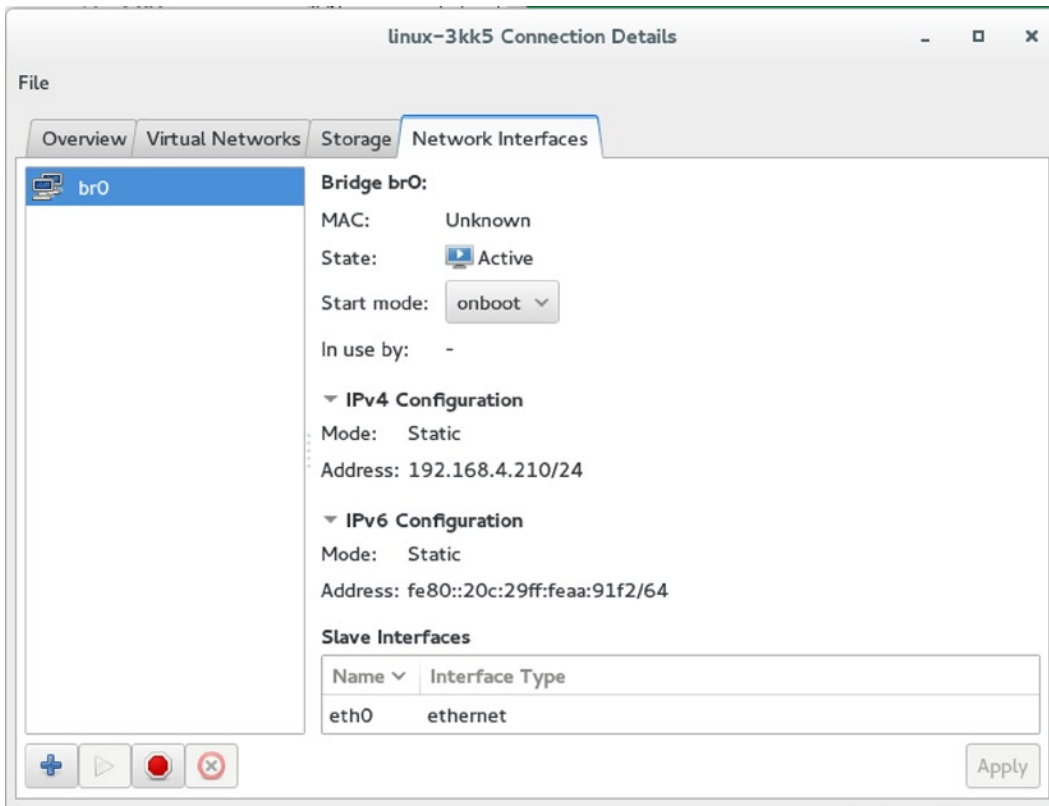 linux-3kk5 Connection Details
File
Overview
Virtual Networks
Storage
Network Interfaces
br0
Bridge br0:
MAC: Unknown
State: Active
Start mode: onboot
In use by: -
IPv4 Configuration
Mode: Static
Address: 192.168.4.210/24
IPv6 Configuration
Mode: Static
Address: fe80::20c:29ff:feaa:91f2/64
Slave Interfaces
Name Interface Type
eth0 ethernet
Apply